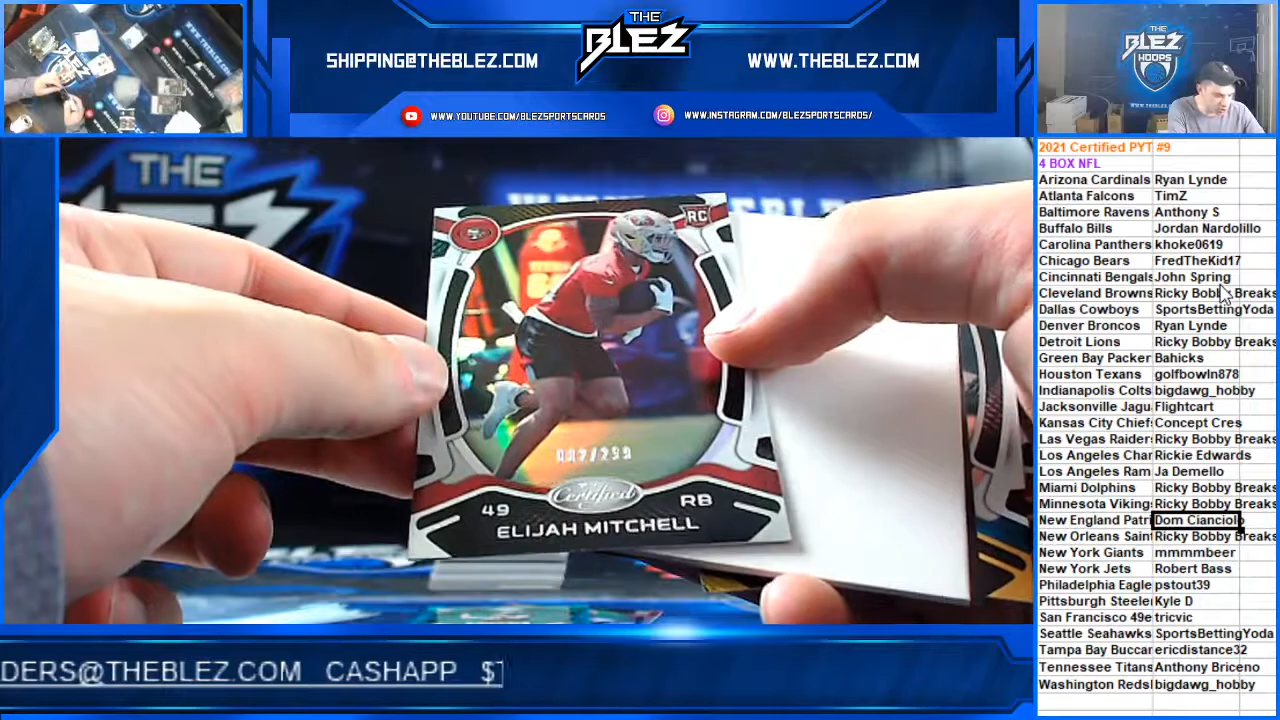 THE
BLEZ
SHIPPING@THEBLEZ.COM
WWW.THEBLEZ.COM
WWW.YOUTUBE.COM/BLEZSPORTSCARDS
WWW.INSTAGRAM.COM/BLEZSPORTSCARDS/
THE
BLEZ
HOOPS
THE
RC
Certified
49
RB
ELIJAH MITCHELL
2021 Certified PYT #9
4 BOX NFL
Arizona Cardinals Ryan Lynde
Atlanta Falcons TimZ
Baltimore Ravens Anthony S
Buffalo Bills Jordan Nardolillo
Carolina Panthers khoke0619
Chicago Bears FredTheKid17
Cincinnati Bengals John Spring
Cleveland Browns Ricky Bobby Breaks
Dallas Cowboys SportsBettingYoda
Denver Broncos Ryan Lynde
Detroit Lions Ricky Bobby Breaks
Green Bay Packer Bahicks
Houston Texans golfbowln878
Indianapolis Colts bigdawg_hobby
Jacksonville Jagu Flightcart
Kansas City Chiefs Concept Cres
Las Vegas Raiders Ricky Bobby Breaks
Los Angeles Char Rickie Edwards
Los Angeles Ram Ja Demello
Miami Dolphins Ricky Bobby Breaks
Minnesota Vikings Ricky Bobby Breaks
New England Patri Dom Cianciolo
New Orleans Saint Ricky Bobby Breaks
New York Giants mmmmbeer
New York Jets Robert Bass
Philadelphia Eagle pstout39
Pittsburgh Steeler Kyle D
San Francisco 49e tricvic
Seattle Seahawks SportsBettingYoda
Tampa Bay Buccar ericdistance32
Tennessee Titans Anthony Briceno
Washington Reds bigdawg_hobby
DERS@THEBLEZ.COM CASHAPP $